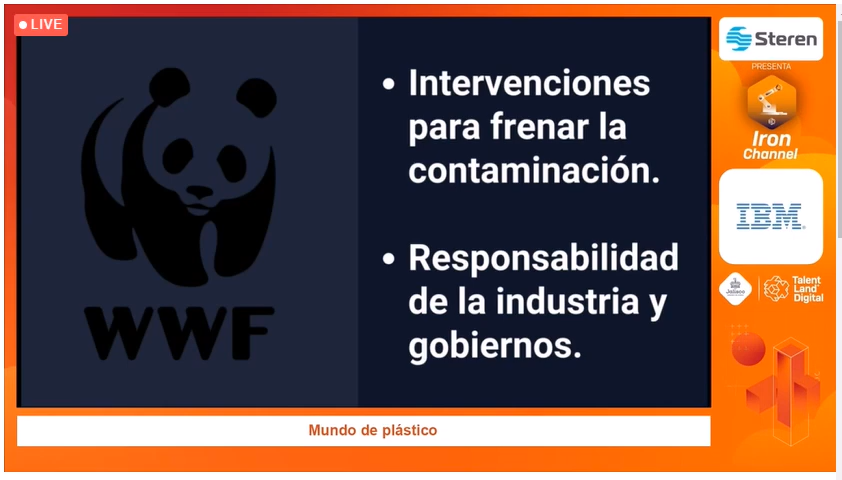 LIVE
WWF
• Intervenciones
para frenar la
contaminación.
• Responsabilidad
de la industria y
gobiernos.
Mundo de plástico
Steren
PRESENTA
Iron
Channel
IBM
Jalisco
Talent
Land
Digital